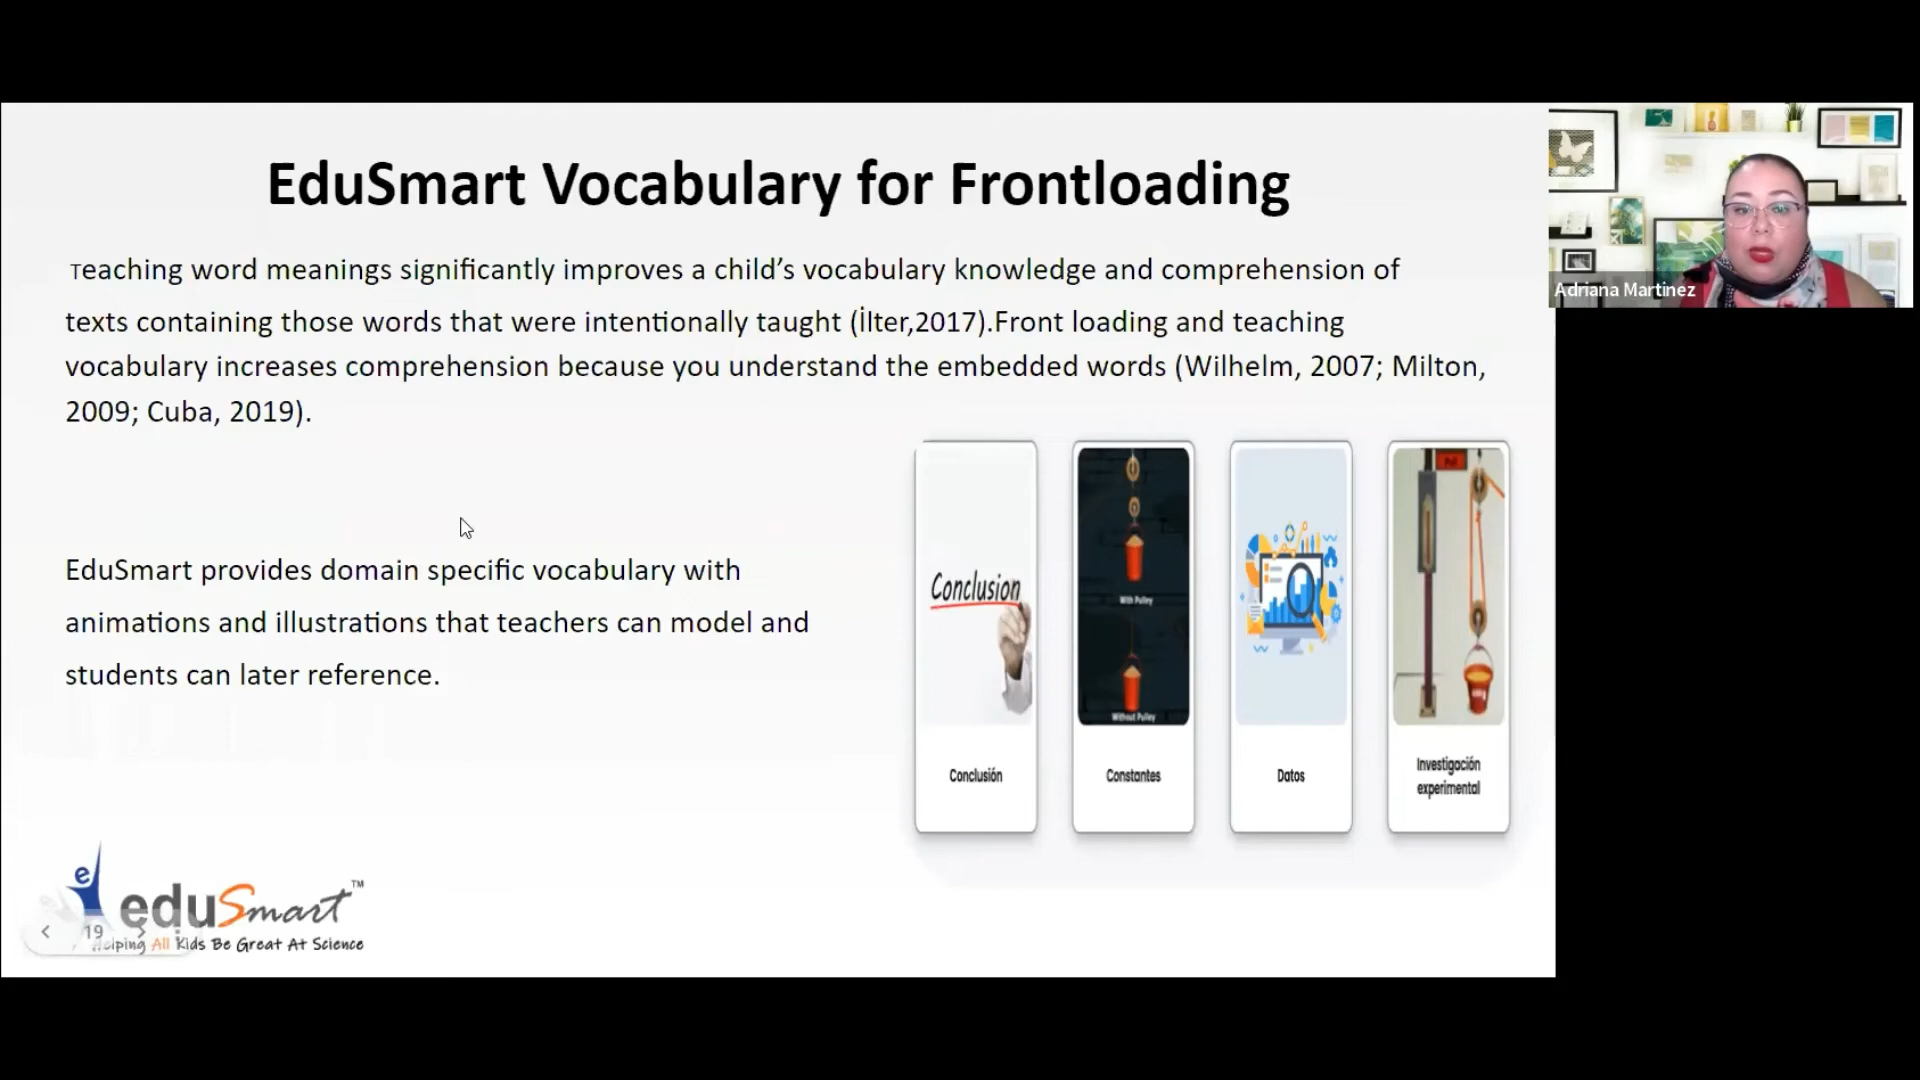 EduSmart Vocabulary for Frontloading
Teaching word meanings significantly improves a child’s vocabulary knowledge and comprehension of
texts containing those words that were intentionally taught (İlter,2017).Front loading and teaching
vocabulary increases comprehension because you understand the embedded words (Wilhelm, 2007; Milton,
2009; Cuba, 2019).
EduSmart provides domain specific vocabulary with
animations and illustrations that teachers can model and
students can later reference.
Conclusion
With Pulley
Without Pulley
Pull
Conclusión
Constantes
Datos
Investigación
experimental
e
eduSmart™
Helping All Kids Be Great At Science
19
Adriana Martinez